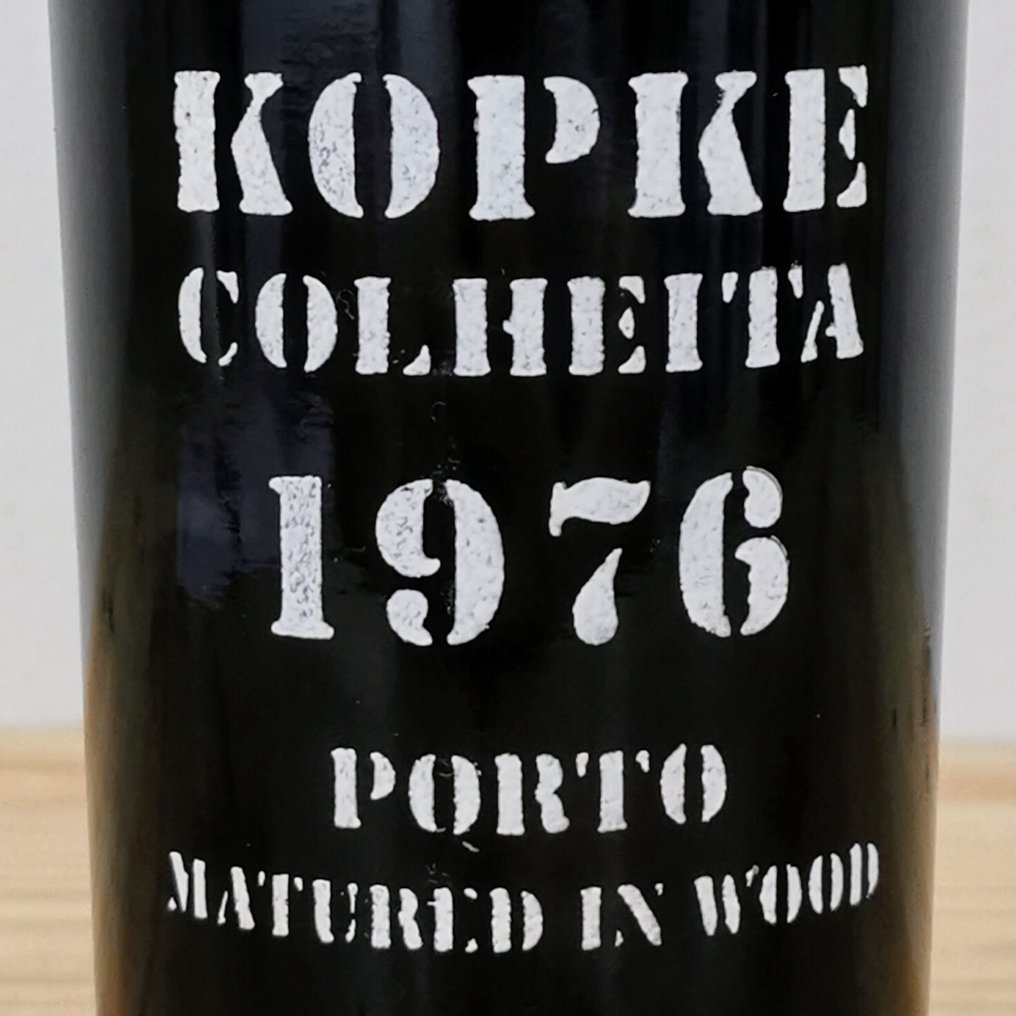 KOPKE
COLHEITA
1976
PORTO
MATURED IN WOOD